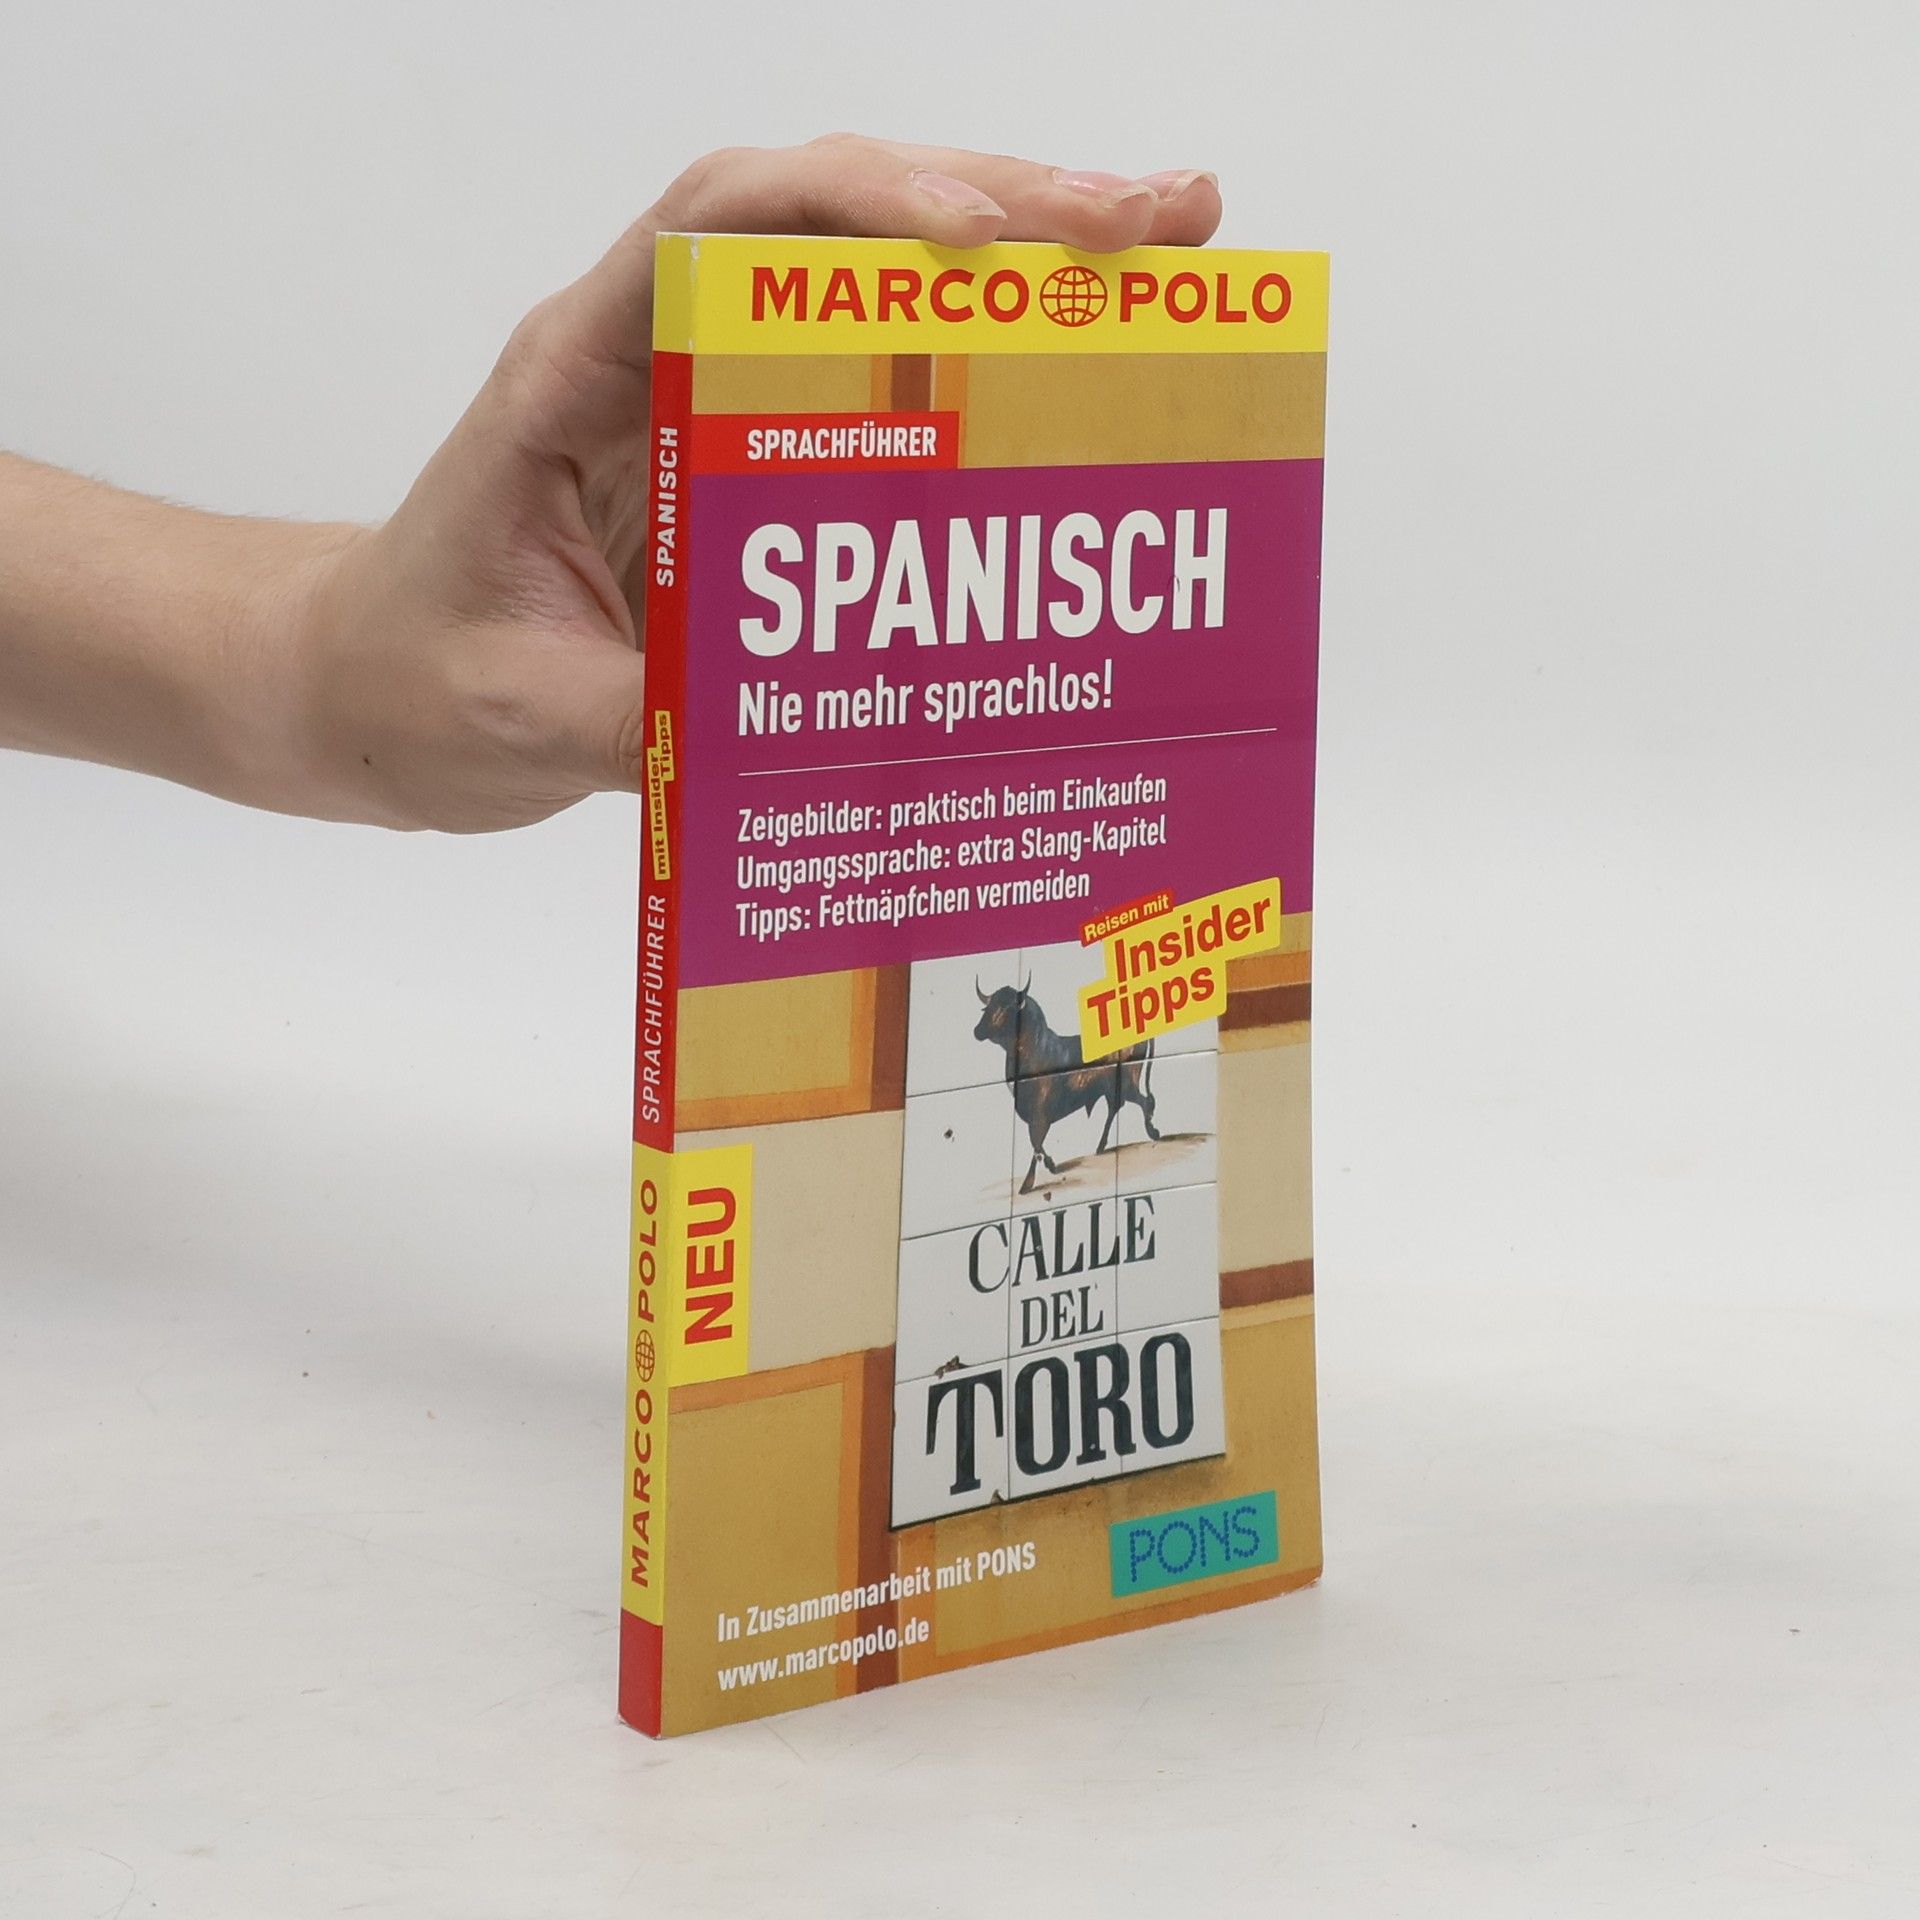 MARCO POLO
SPRACHFÜHRER
SPANISCH
Nie mehr sprachlos!
Zeigebilder: praktisch beim Einkaufen
Umgangssprache: extra Slang-Kapitel
Tipps: Fettnäpfchen vermeiden
Reisen mit
Insider
Tipps
CALLE
DEL
TORO
NEU
PONS
In Zusammenarbeit mit PONS
www.marcopolo.de
MARCO POLO
SPRACHFÜHRER
mit Insider
Tipps
SPANISCH